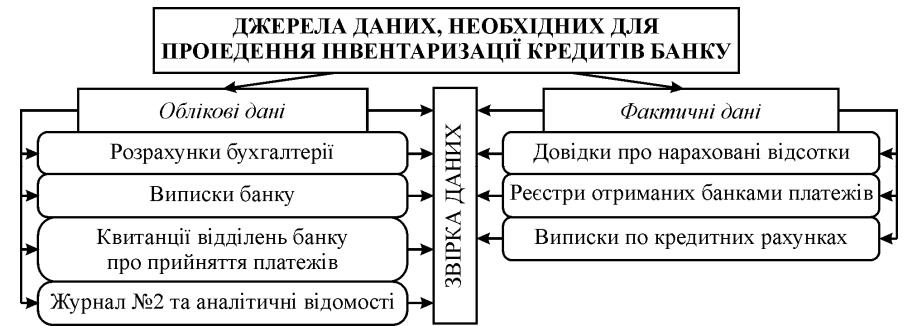 ДЖЕРЕЛА ДАНИХ, НЕОБХІДНИХ ДЛЯ
ПРОІЕДЕННЯ ІНВЕНТАРИЗАЦІЇ КРЕДИТІВ БАНКУ
Облікові дані
Розрахунки бухгалтерії
Виписки банку
Квитанції відділень банку
про прийняття платежів
Журнал №2 та аналітичні відомості
ЗВІРКА ДАНИХ
Фактичні дані
Довідки про нараховані відсотки
Реєстри отриманих банками платежів
Виписки по кредитних рахунках